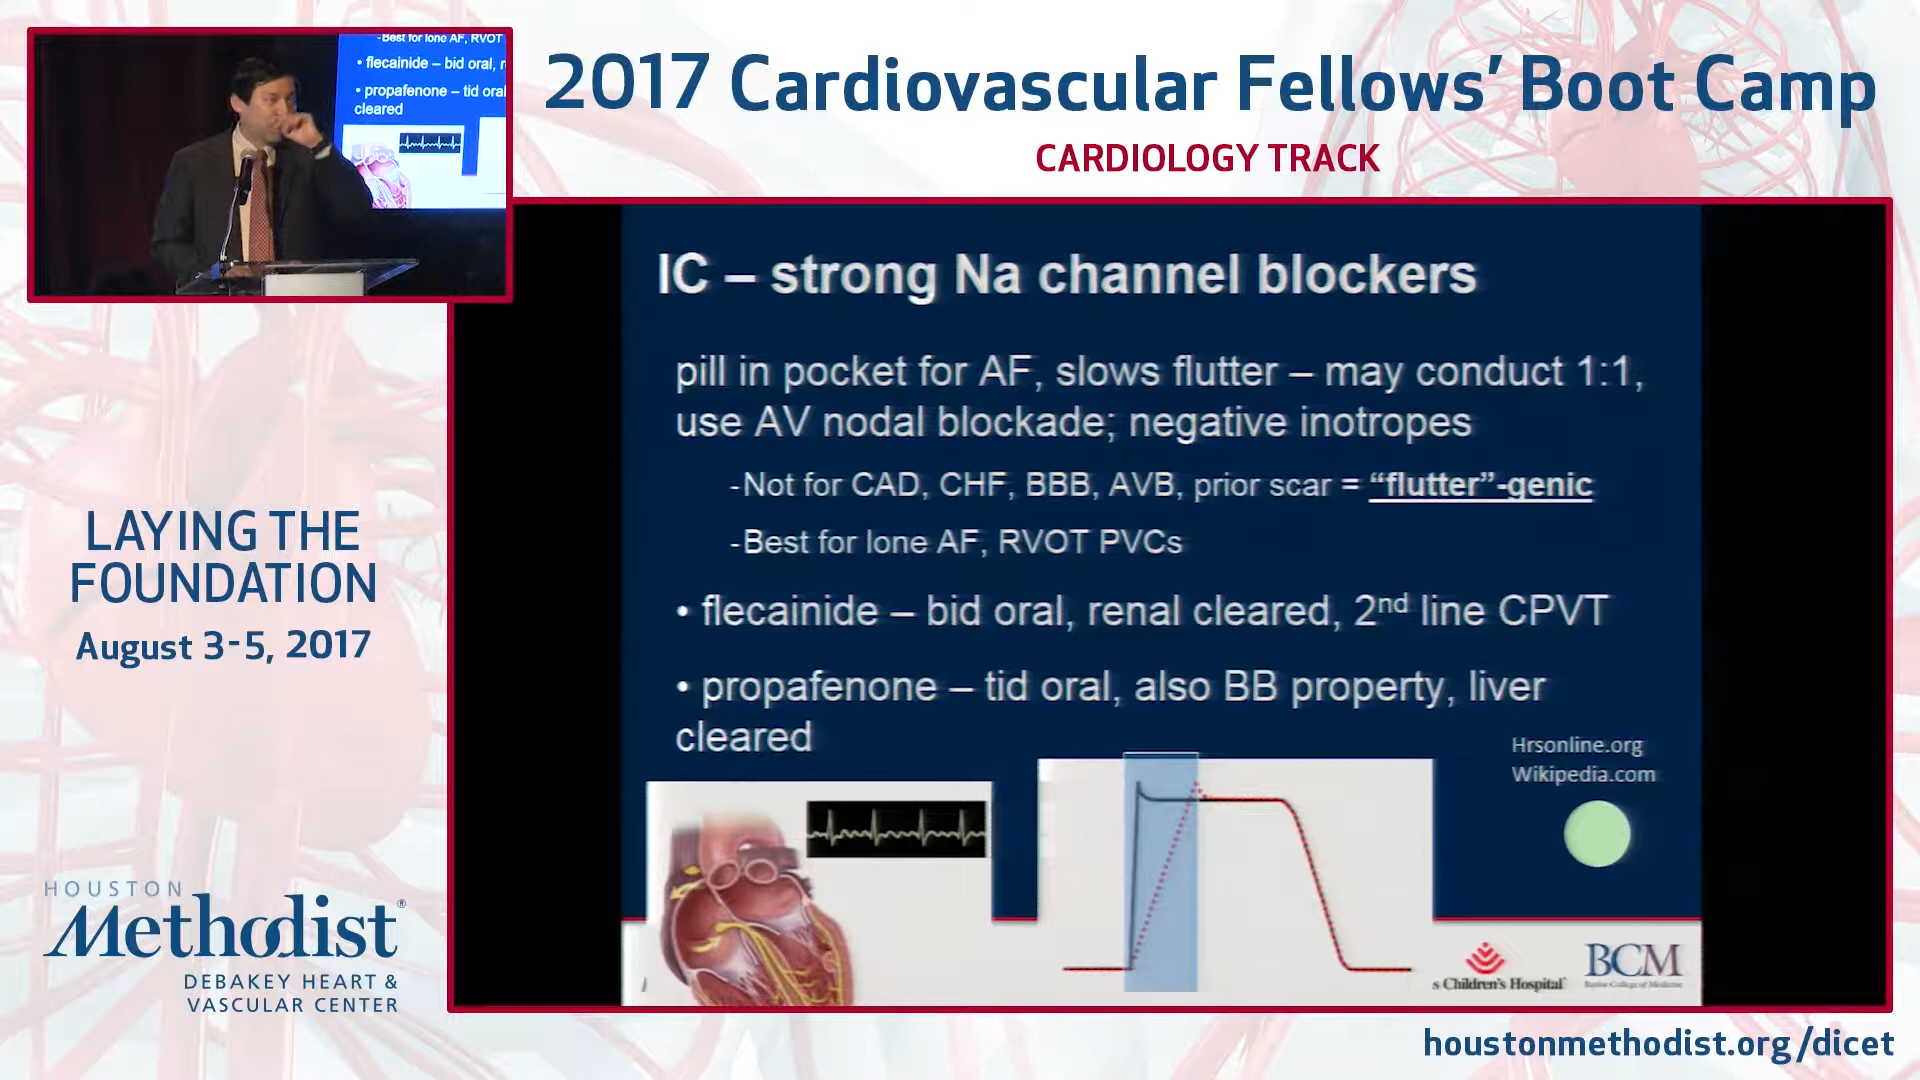 -Best for lone AF, RVOT
• flecainide – bid oral, r
• propafenone – tid oral
cleared
2017 Cardiovascular Fellows’ Boot Camp
CARDIOLOGY TRACK
IC – strong Na channel blockers
pill in pocket for AF, slows flutter – may conduct 1:1,
use AV nodal blockade; negative inotropes
-Not for CAD, CHF, BBB, AVB, prior scar = “flutter”-genic
-Best for lone AF, RVOT PVCs
• flecainide – bid oral, renal cleared, 2nd line CPVT
• propafenone – tid oral, also BB property, liver
cleared
Hrsonline.org
Wikipedia.com
s Children's Hospital
BCM
Baylor College of Medicine
LAYING THE
FOUNDATION
August 3-5, 2017
HOUSTON
Methodist®
DEBAKEY HEART &
VASCULAR CENTER
houstonmethodist.org/dicet